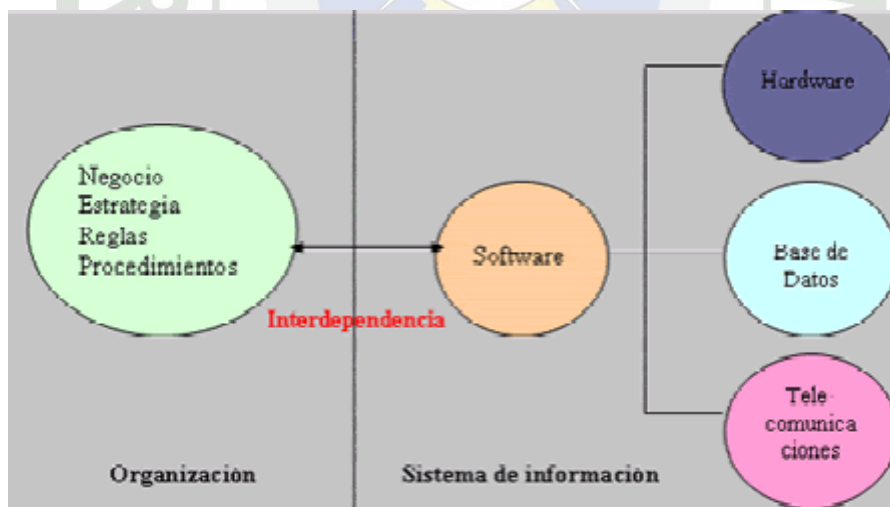 Negocio
Estrategia
Reglas
Procedimientos
Interdependencia
Organización
Software
Sistema de información
Hardware
Base de
Datos
Tele-
comunica
ciones